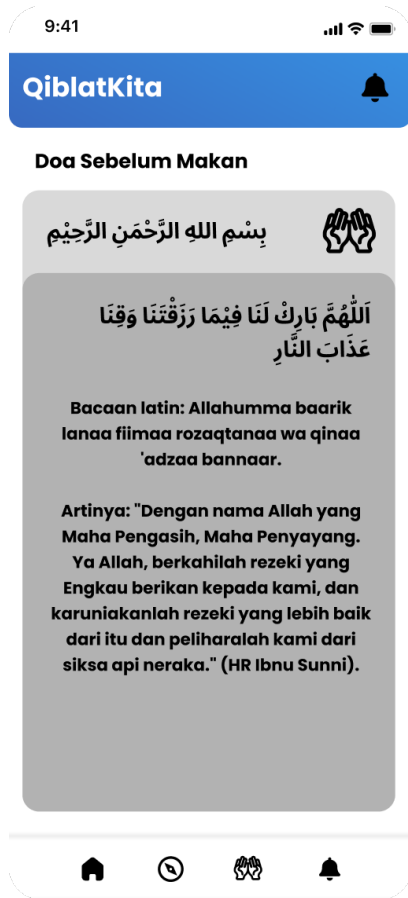 9:41
QiblatKita
Doa Sebelum Makan
بِسْمِ اللهِ الرَّحْمَنِ الرَّحِيْمِ
اَللّٰهُمَّ بَارِكْ لَنَا فِيْمَا رَزَقْتَنَا وَقِنَا
عَذَابَ النَّارِ
Bacaan latin: Allahumma baarik
lanaa fiimaa rozaqtanaa wa qinaa
'adzaa bannaar.
Artinya: "Dengan nama Allah yang
Maha Pengasih, Maha Penyayang.
Ya Allah, berkahilah rezeki yang
Engkau berikan kepada kami, dan
karuniakanlah rezeki yang lebih baik
dari itu dan peliharalah kami dari
siksa api neraka." (HR Ibnu Sunni).